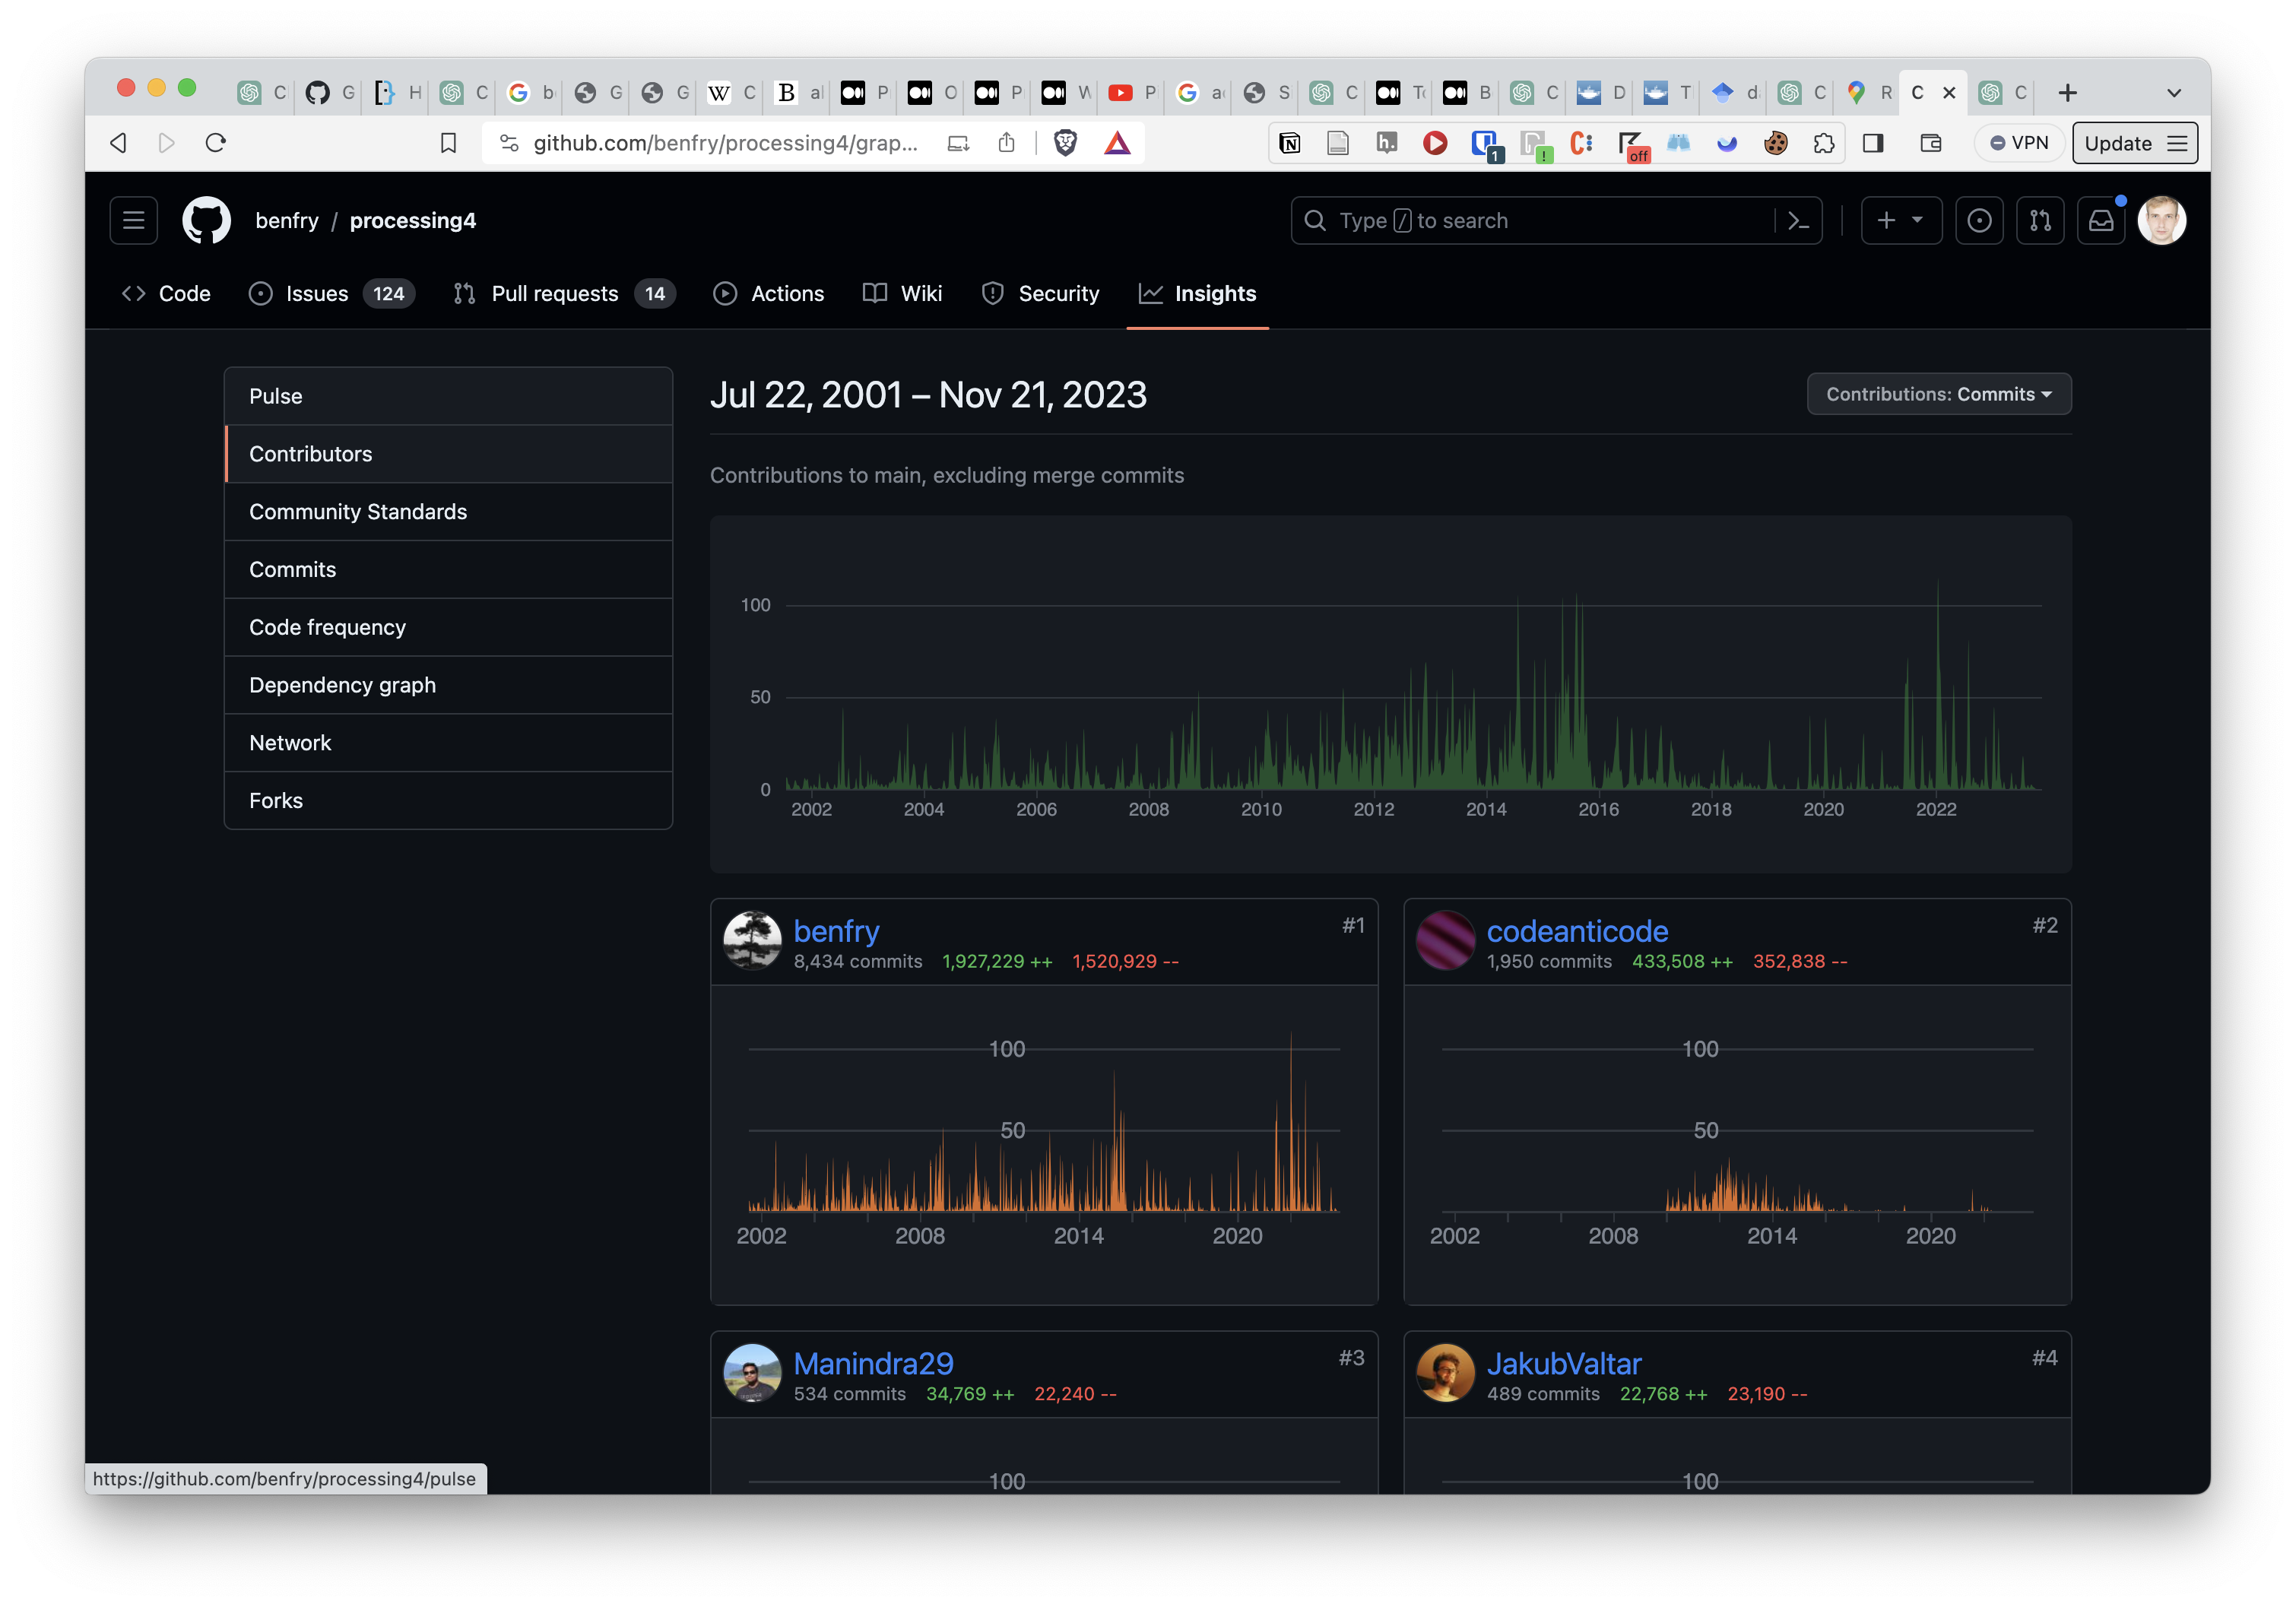 C G H C b G G C al P O P W P a S C T B C D T d C R C C
github.com/benfry/processing4/grap...
1 ! off
VPN
Update
benfry / processing4
Type / to search
Code
Issues 124
Pull requests 14
Actions
Wiki
Security
Insights
Pulse
Contributors
Community Standards
Commits
Code frequency
Dependency graph
Network
Forks
Jul 22, 2001 – Nov 21, 2023
Contributions: Commits
Contributions to main, excluding merge commits
100
50
0
2002 2004 2006 2008 2010 2012 2014 2016 2018 2020 2022
benfry #1
8,434 commits 1,927,229 ++ 1,520,929 --
100
50
2002 2008 2014 2020
codeanticode #2
1,950 commits 433,508 ++ 352,838 --
100
50
2002 2008 2014 2020
Manindra29 #3
534 commits 34,769 ++ 22,240 --
100
JakubValtar #4
489 commits 22,768 ++ 23,190 --
100
https://github.com/benfry/processing4/pulse